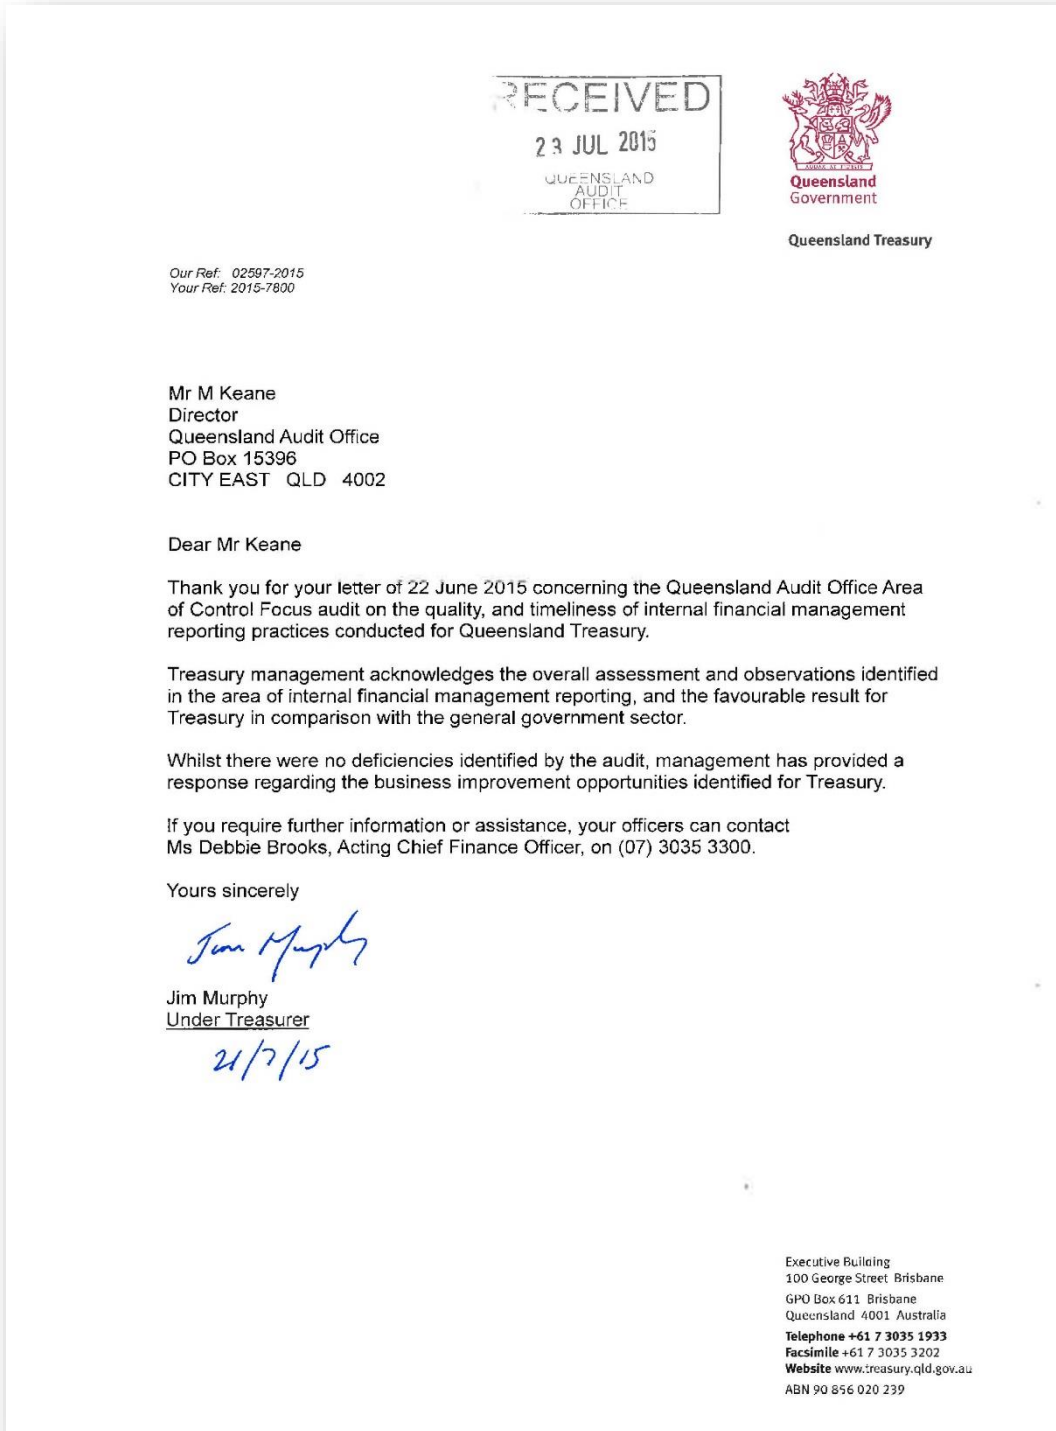 RECEIVED
23 JUL 2015
QUEENSLAND
AUDIT
OFFICE
Queensland
Government
Queensland Treasury
Our Ref: 02597-2015
Your Ref: 2015-7800
Mr M Keane
Director
Queensland Audit Office
PO Box 15396
CITY EAST QLD 4002
Dear Mr Keane
Thank you for your letter of 22 June 2015 concerning the Queensland Audit Office Area
of Control Focus audit on the quality, and timeliness of internal financial management
reporting practices conducted for Queensland Treasury.
Treasury management acknowledges the overall assessment and observations identified
in the area of internal financial management reporting, and the favourable result for
Treasury in comparison with the general government sector.
Whilst there were no deficiencies identified by the audit, management has provided a
response regarding the business improvement opportunities identified for Treasury.
If you require further information or assistance, your officers can contact
Ms Debbie Brooks, Acting Chief Finance Officer, on (07) 3035 3300.
Yours sincerely
Jim Murphy
Jim Murphy
Under Treasurer
21/7/15
Executive Building
100 George Street Brisbane
GPO Box 611 Brisbane
Queensland 4001 Australia
Telephone +61 7 3035 1933
Facsimile +61 7 3035 3202
Website www.treasury.qld.gov.au
ABN 90 856 020 239